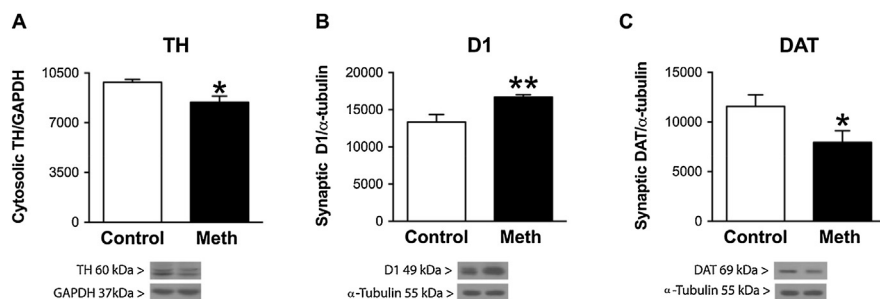 A
TH
Cytosolic TH/GAPDH
10500
7000
3500
0
*
Control Meth
TH 60 kDa >
GAPDH 37kDa >
B
D1
Synaptic D1/α-tubulin
20000
15000
10000
5000
0
**
Control Meth
D1 49 kDa >
α-Tubulin 55 kDa >
C
DAT
Synaptic DAT/α-tubulin
15000
10000
5000
0
*
Control Meth
DAT 69 kDa >
α-Tubulin 55 kDa >